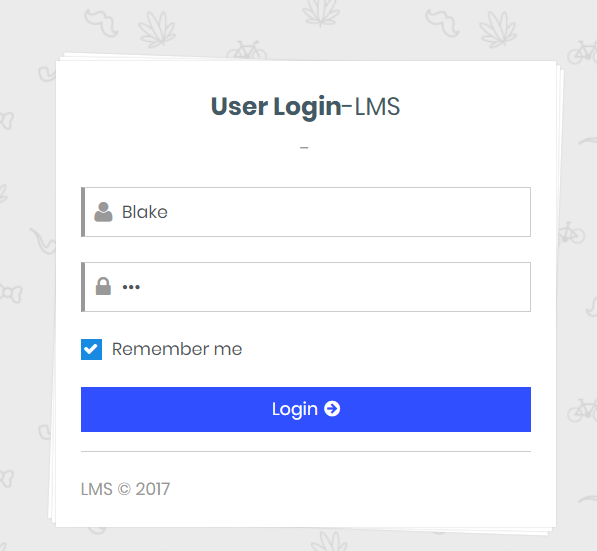 User Login-LMS
–
Blake
•••
Remember me
Login
LMS © 2017